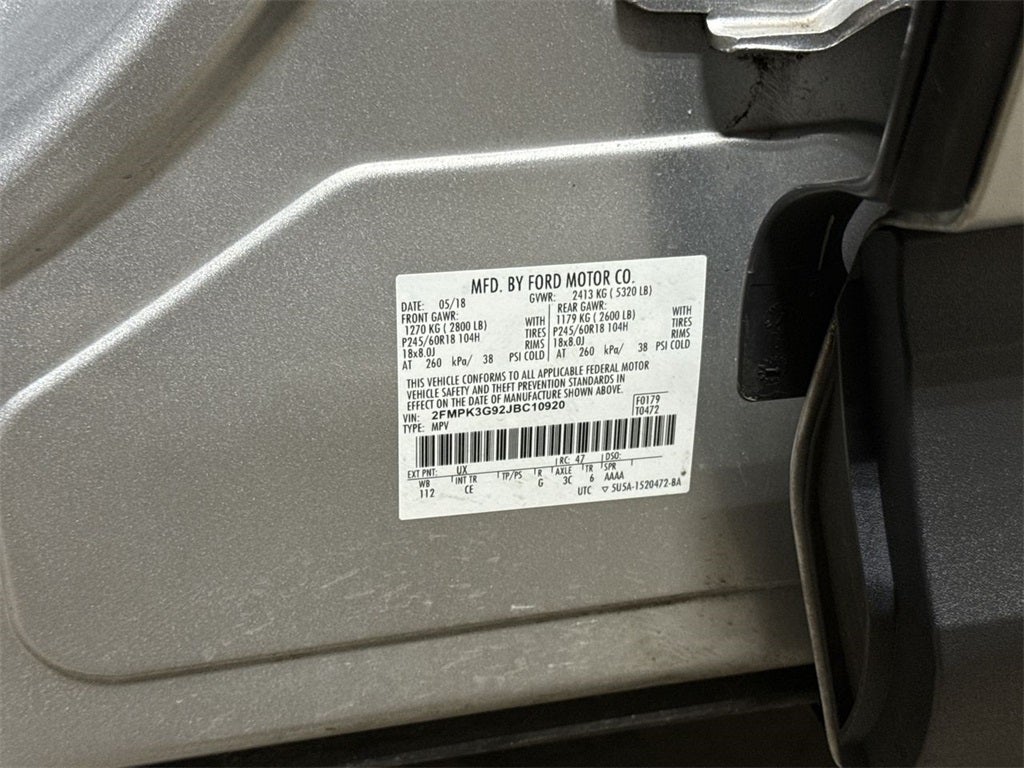 MFD. BY FORD MOTOR CO.
DATE: 05/18 GVWR: 2413 KG ( 5320 LB)
FRONT GAWR: REAR GAWR:
1270 KG ( 2800 LB) WITH 1179 KG ( 2600 LB) WITH
P245/60R18 104H TIRES P245/60R18 104H TIRES
18x8.0J RIMS 18x8.0J RIMS
AT 260 kPa/ 38 PSI COLD AT 260 kPa/ 38 PSI COLD
THIS VEHICLE CONFORMS TO ALL APPLICABLE FEDERAL MOTOR
VEHICLE SAFETY AND THEFT PREVENTION STANDARDS IN
EFFECT ON THE DATE OF MANUFACTURE SHOWN ABOVE.
VIN: 2FMPK3G92JBC10920 F0179
TYPE: MPV T0472
EXT PNT: UX RC: 47 DSO:
WB INT TR TP/PS R AXLE TR SPR
112 CE G 3C 6 AAAA
UTC ▽ 5U5A-1520472-BA